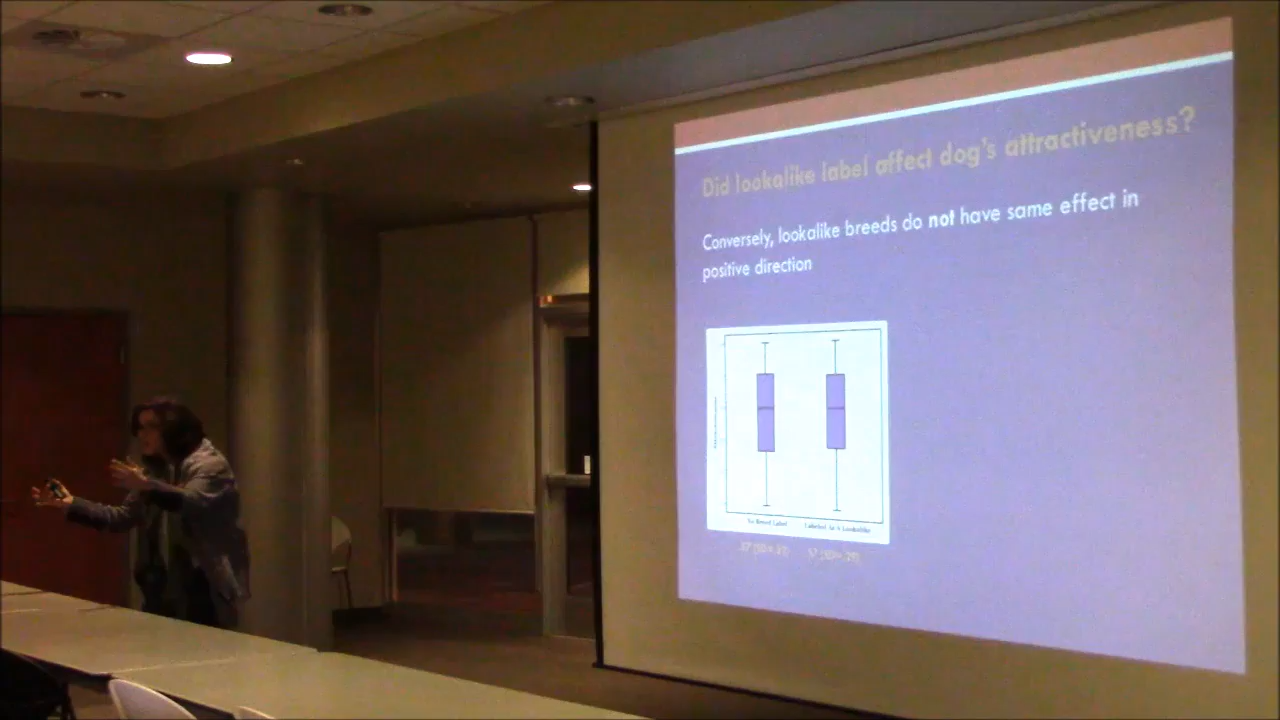 Did lookalike label affect dog's attractiveness?
Conversely, lookalike breeds do not have same effect in
positive direction
No Breed Label Labeled as a Lookalike